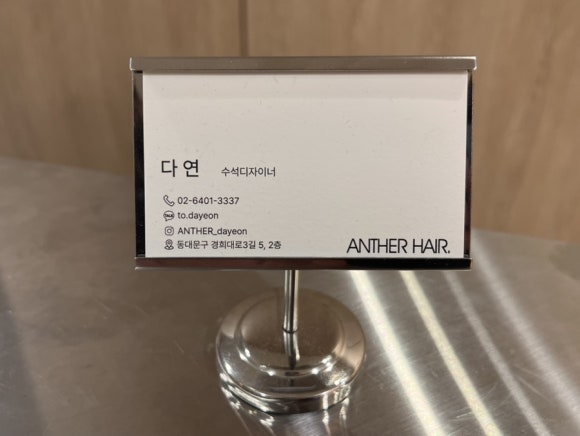 다연 수석디자이너
02-6401-3337
TALK to.dayeon
ANTHER_dayeon
동대문구 경희대로3길 5, 2층
ANTHER HAIR.